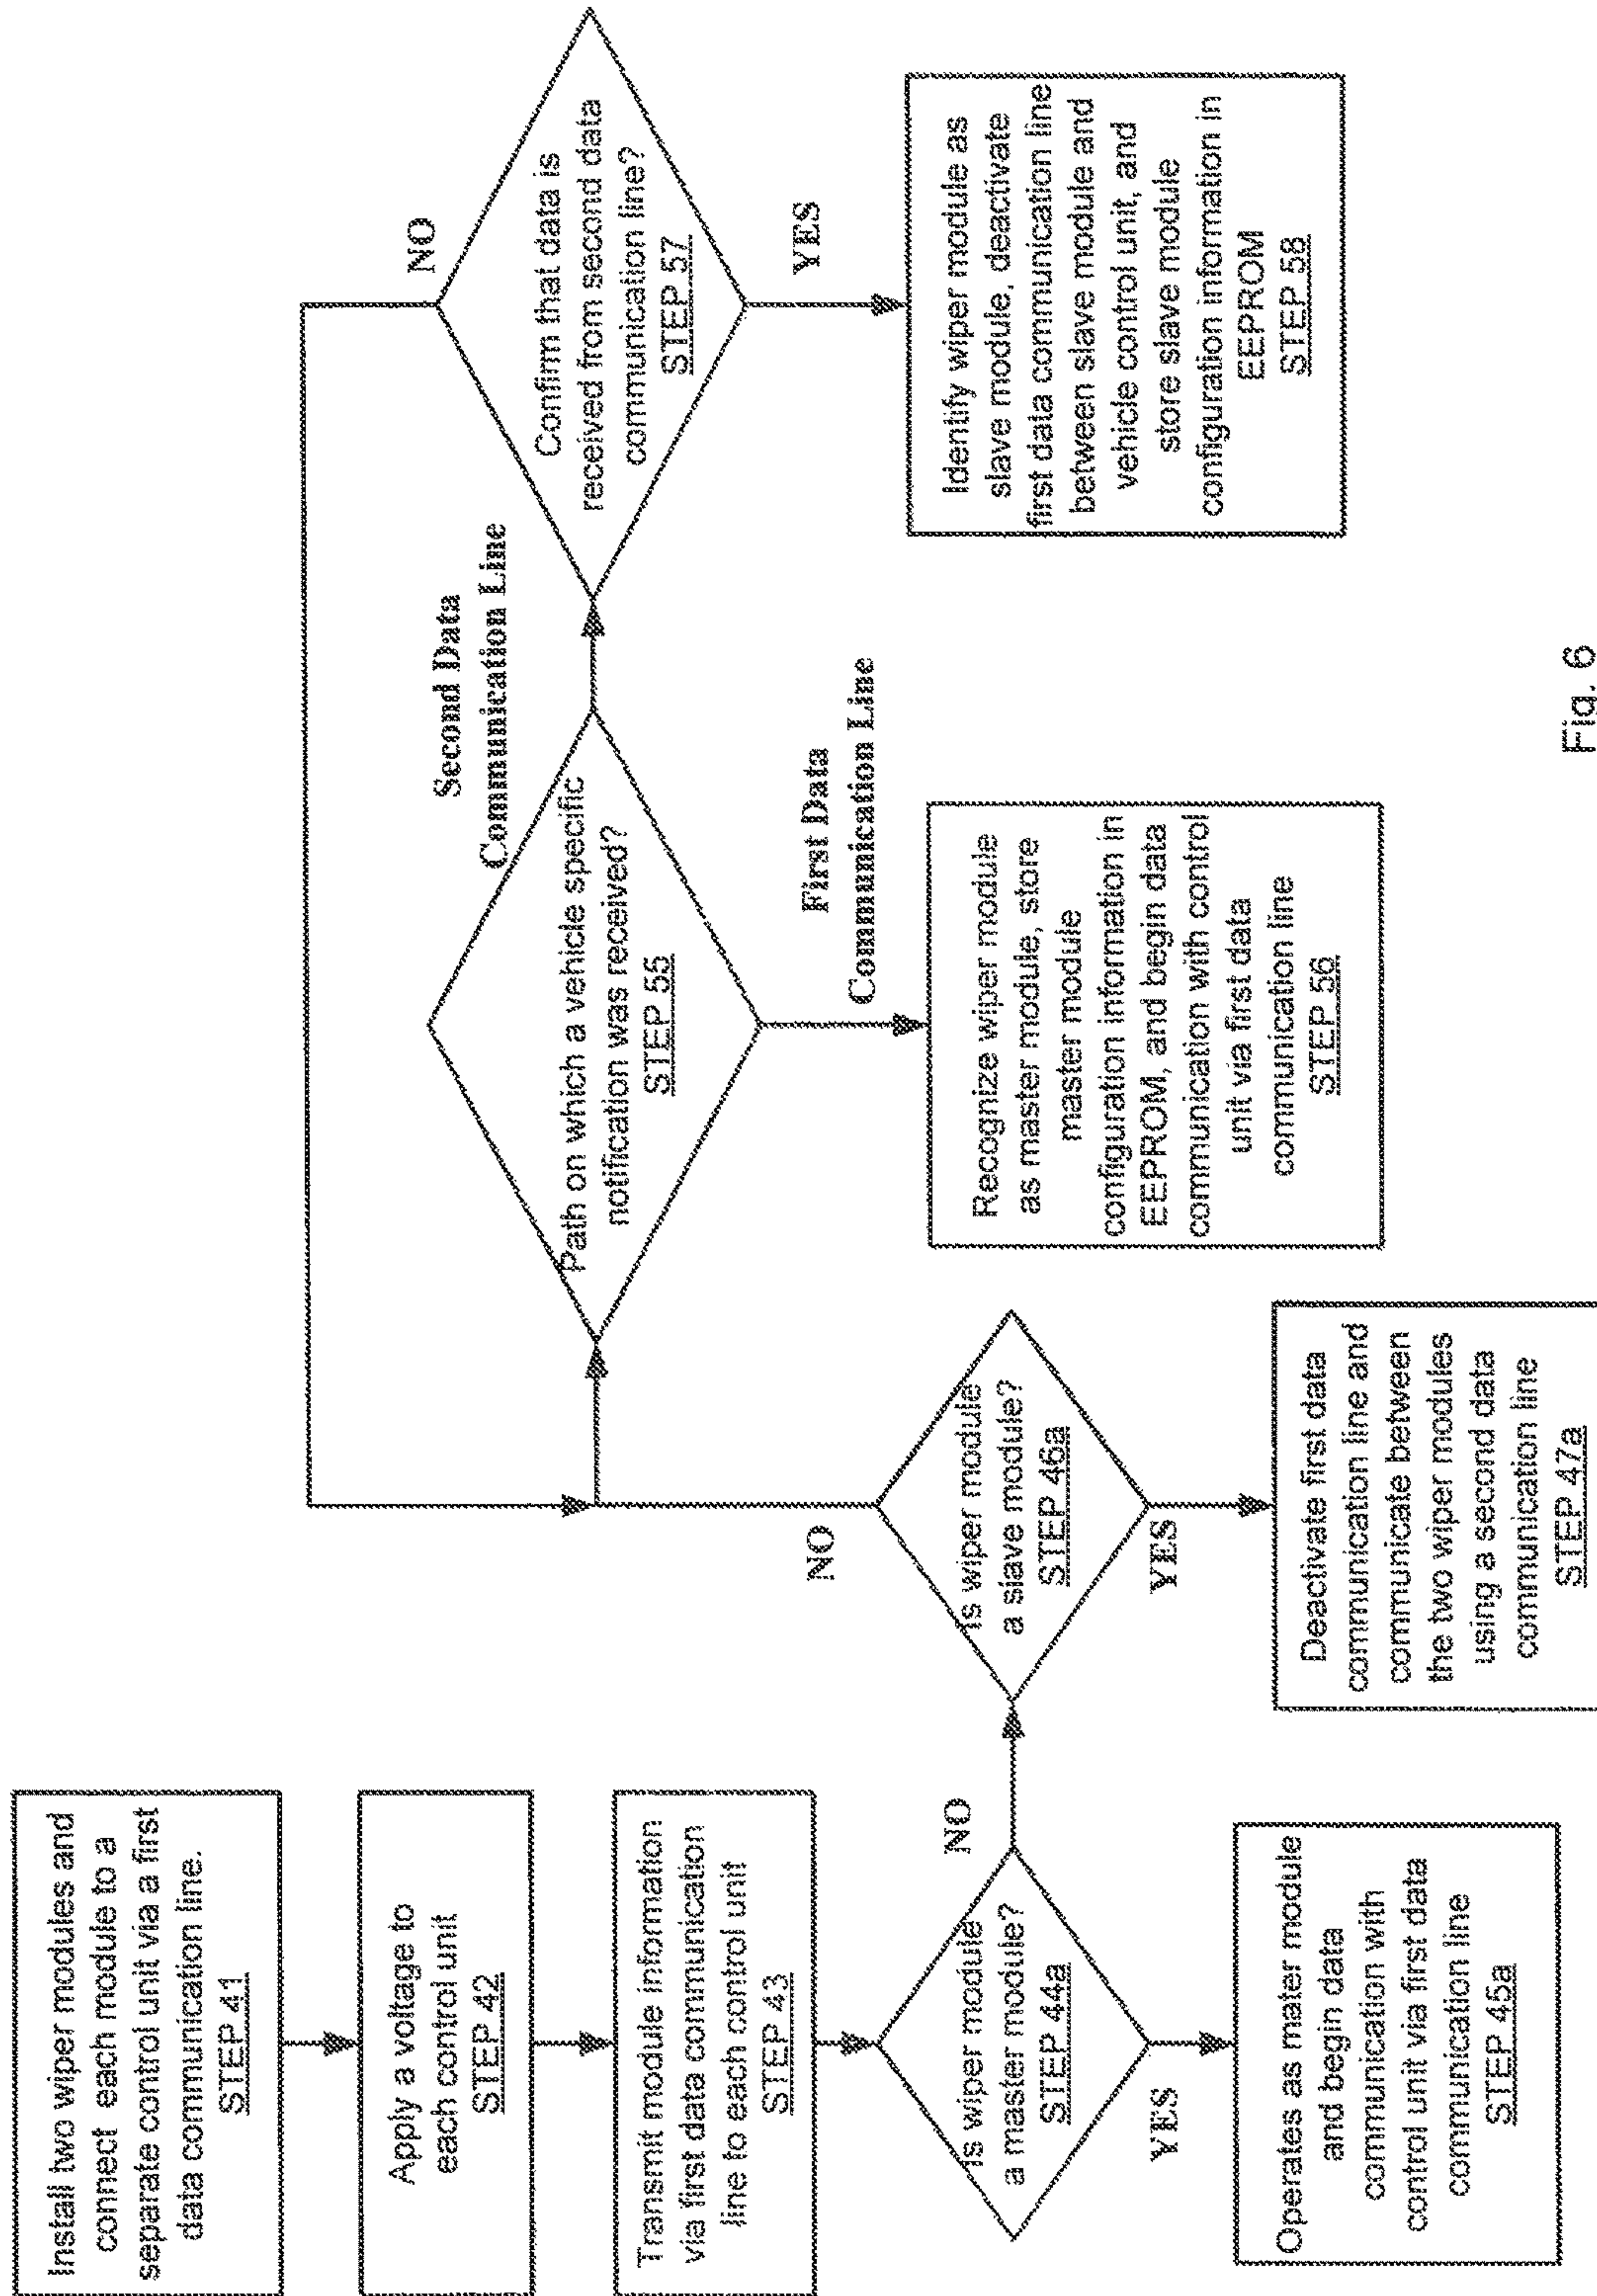 Install two wiper modules and
connect each module to a
separate control unit via a first
data communication line.
STEP 41
Apply a voltage to
each control unit
STEP 42
Transmit module information
via first data communication
line to each control unit
STEP 43
Is wiper module
a master module?
STEP 44a
YES
NO
Operates as mater module
and begin data
communication with
control unit via first data
communication line
STEP 45a
Is wiper module
a slave module?
STEP 46a
NO
YES
Deactivate first data
communication line and
communicate between
the two wiper modules
using a second data
communication line
STEP 47a
Path on which a vehicle specific
notification was received?
STEP 55
Second Data
Communication Line
First Data
Communication Line
Recognize wiper module
as master module, store
master module
configuration information in
EEPROM, and begin data
communication with control
unit via first data
communication line
STEP 56
Confirm that data is
received from second data
communication line?
STEP 57
NO
YES
Identify wiper module as
slave module, deactivate
first data communication line
between slave module and
vehicle control unit, and
store slave module
configuration information in
EEPROM
STEP 58
Fig. 6